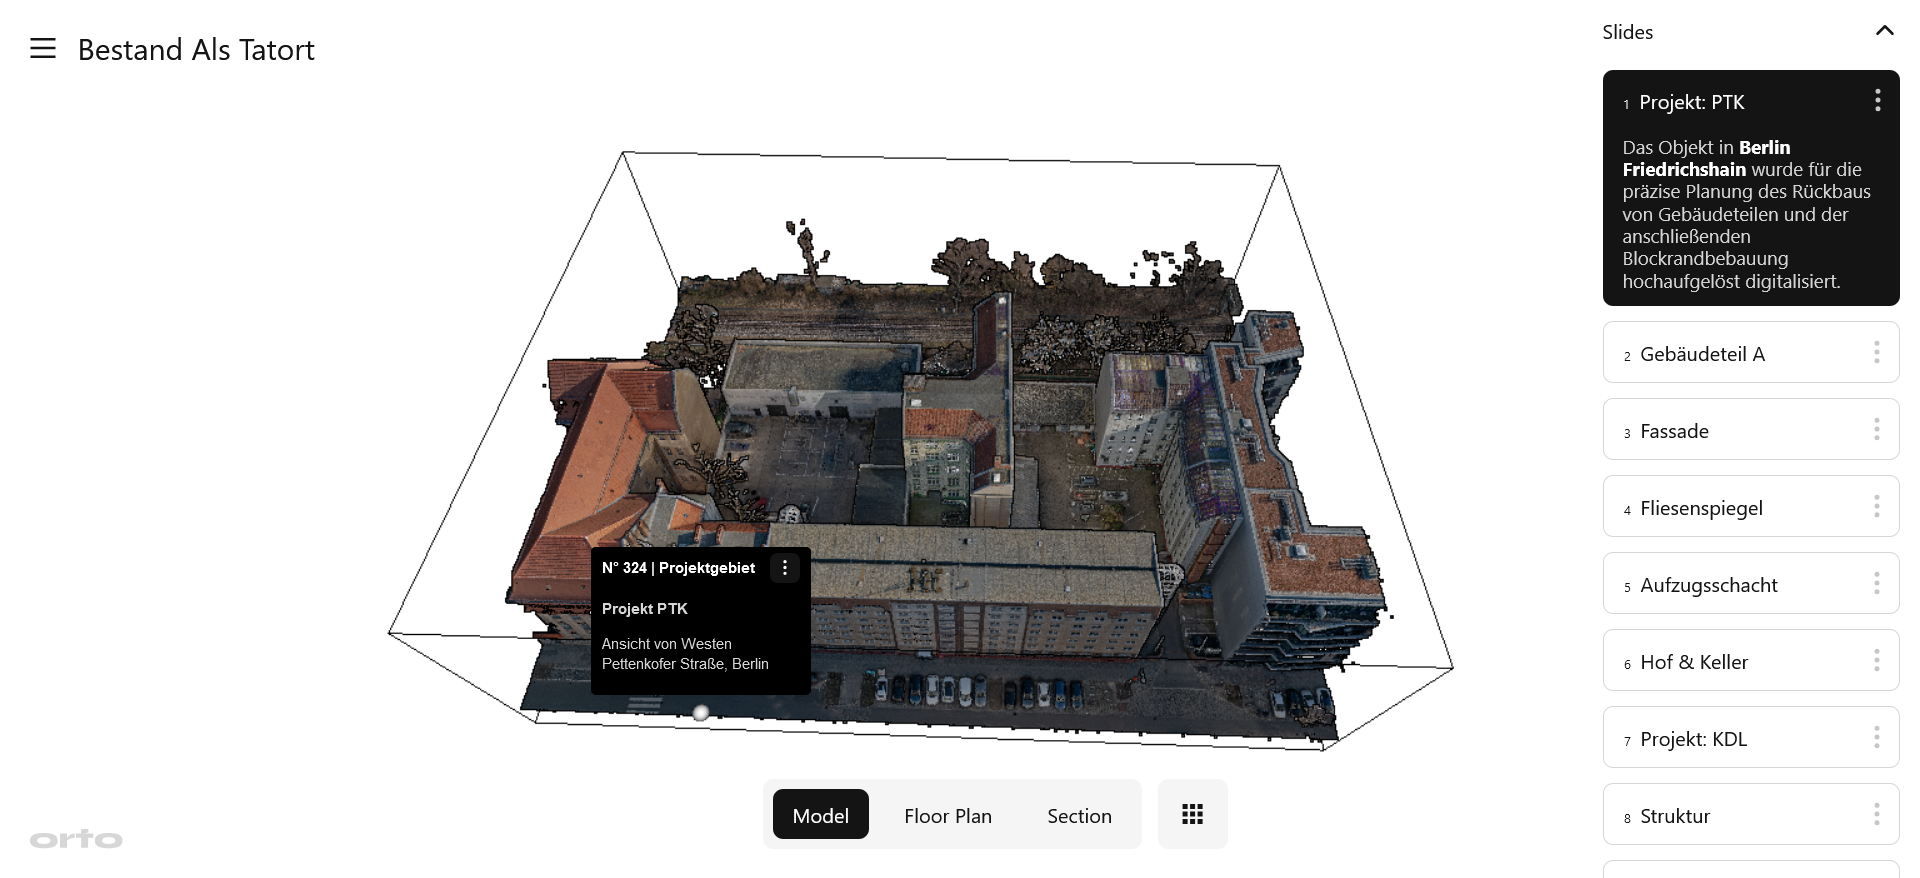 Bestand Als Tatort
Slides
1 Projekt: PTK
Das Objekt in Berlin
Friedrichshain wurde für die
präzise Planung des Rückbaus
von Gebäudeteilen und der
anschließenden
Blockrandbebauung
hochaufgelöst digitalisiert.
2 Gebäudeteil A
3 Fassade
4 Fliesenspiegel
5 Aufzugsschacht
6 Hof & Keller
7 Projekt: KDL
8 Struktur
N° 324 | Projektgebiet
Projekt PTK
Ansicht von Westen
Pettenkofer Straße, Berlin
Model
Floor Plan
Section
orto